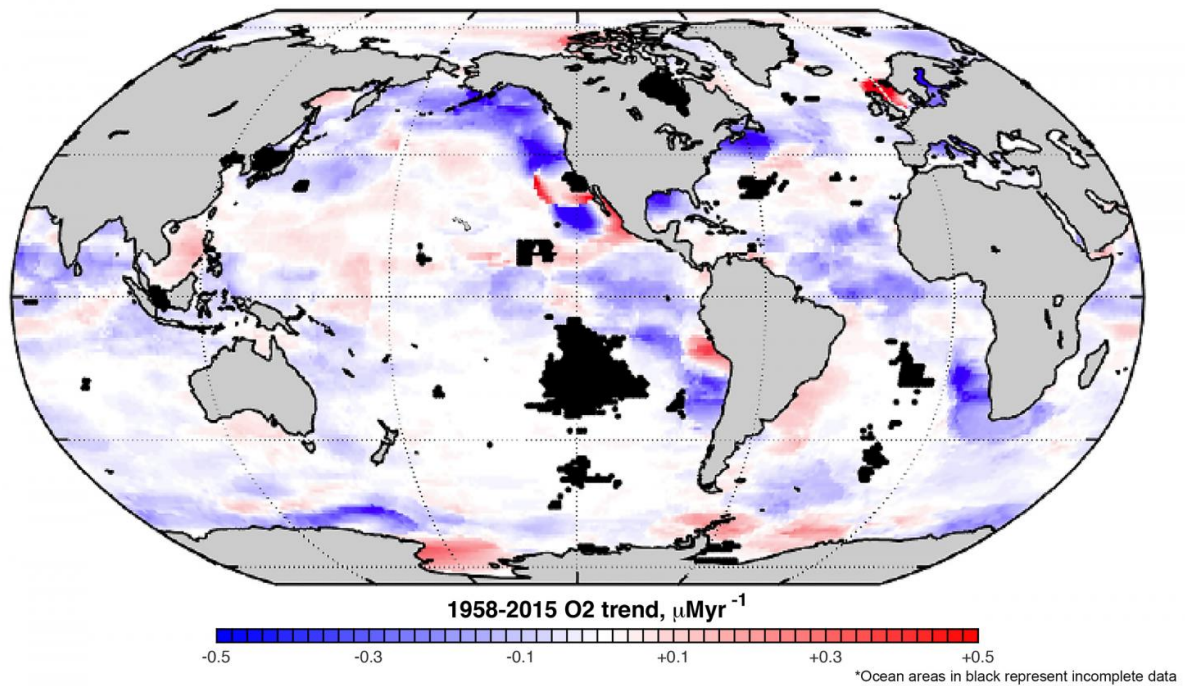 1958-2015 O2 trend, μMyr -1
-0.5 -0.3 -0.1 +0.1 +0.3 +0.5
*Ocean areas in black represent incomplete data